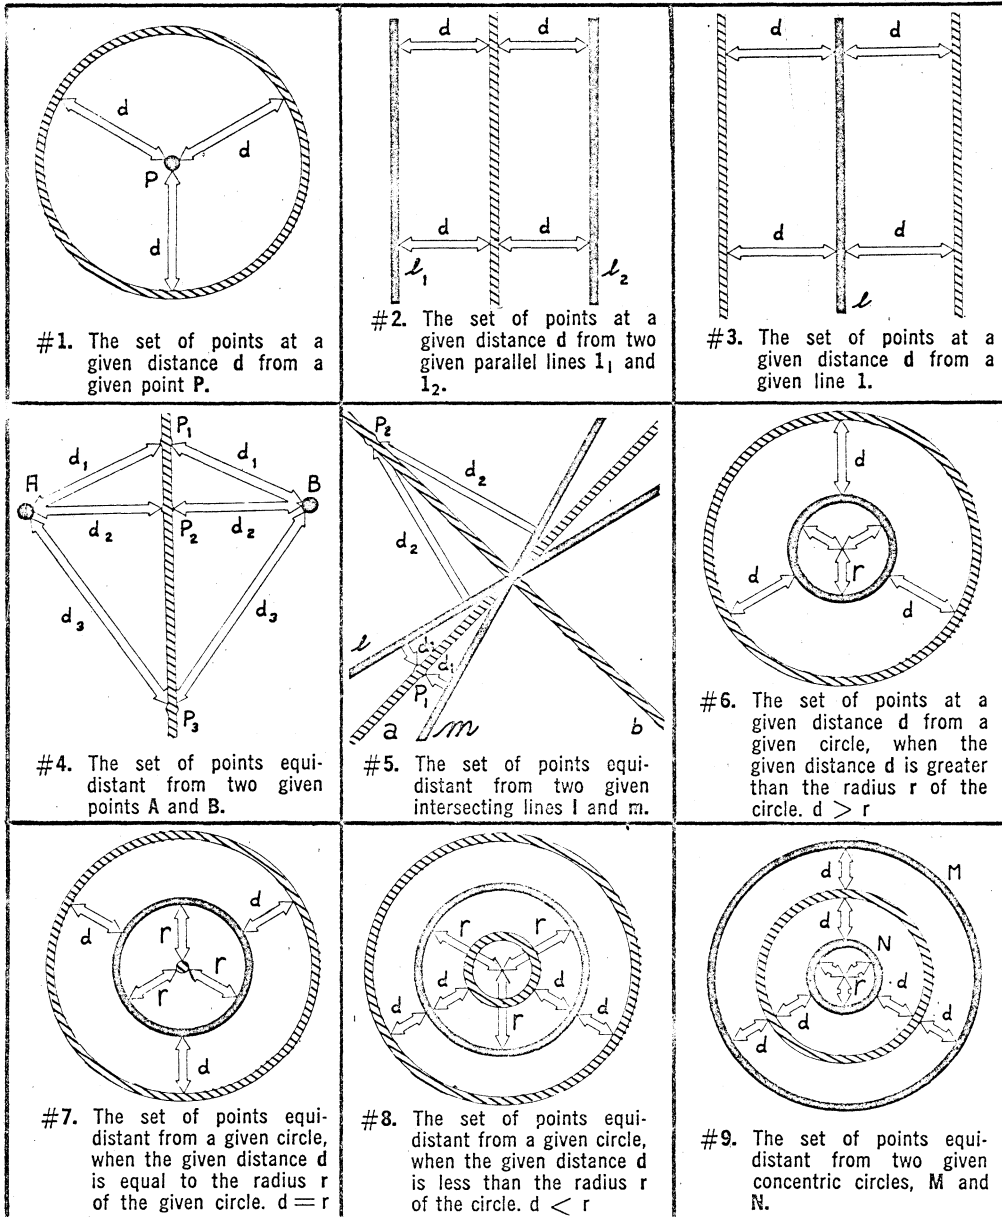 d
d
P
d
#1. The set of points at a
given distance d from a
given point P.
d
d
d
d
l₁
l₂
#2. The set of points at a
given distance d from two
given parallel lines l₁ and
l₂.
d
d
d
d
l
#3. The set of points at a
given distance d from a
given line l.
P₁
d₁
d₁
A
B
d₂
P₂
d₂
d₃
d₃
P₃
#4. The set of points equi-
distant from two given
points A and B.
P₂
d₂
d₂
l
d₁
d₁
P₁
a
m
b
#5. The set of points equi-
distant from two given
intersecting lines l and m.
d
r
d
d
#6. The set of points at a
given distance d from a
given circle, when the
given distance d is greater
than the radius r of the
circle. d > r
d
r
d
r
r
d
#7. The set of points equi-
distant from a given circle,
when the given distance d
is equal to the radius r
of the given circle. d = r
r
r
d
d
d
d
r
#8. The set of points equi-
distant from a given circle,
when the given distance d
is less than the radius r
of the circle. d < r
d
M
d
N
r
d
d
d
d
#9. The set of points equi-
distant from two given
concentric circles, M and
N.